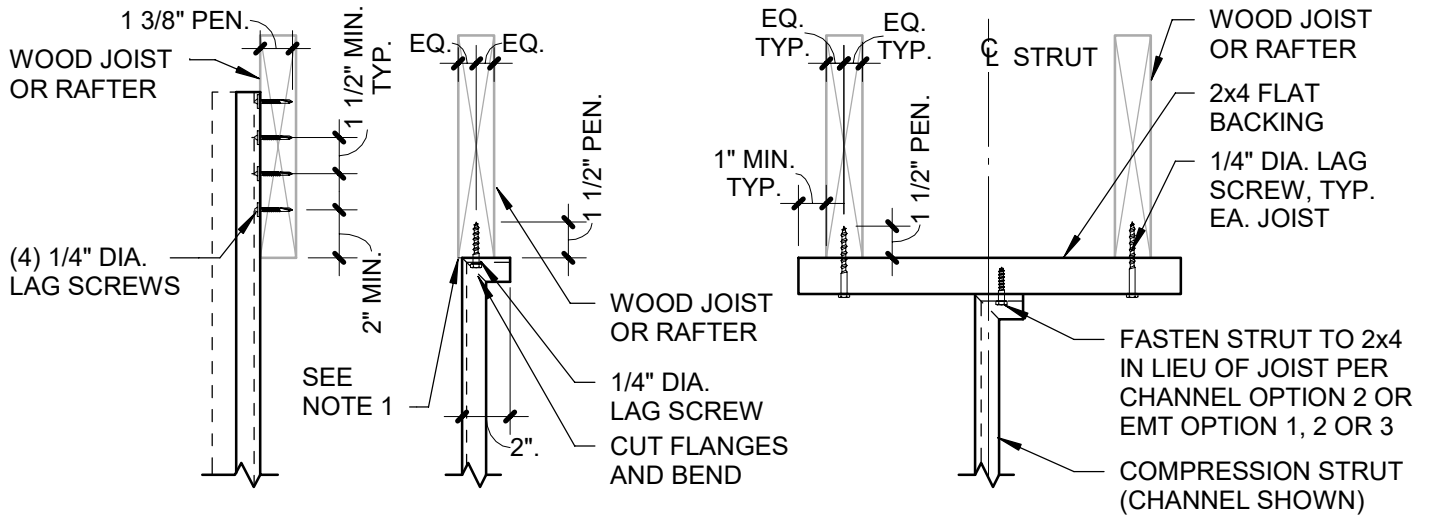 1 3/8" PEN.
WOOD JOIST
OR RAFTER
1 1/2" MIN.
TYP.
2" MIN.
(4) 1/4" DIA.
LAG SCREWS
EQ.
EQ.
1 1/2" PEN.
WOOD JOIST
OR RAFTER
SEE
NOTE 1
1/4" DIA.
LAG SCREW
2".
CUT FLANGES
AND BEND
EQ.
TYP.
EQ.
TYP.
℄ STRUT
1" MIN.
TYP.
1 1/2" PEN.
WOOD JOIST
OR RAFTER
2x4 FLAT
BACKING
1/4" DIA. LAG
SCREW, TYP.
EA. JOIST
FASTEN STRUT TO 2x4
IN LIEU OF JOIST PER
CHANNEL OPTION 2 OR
EMT OPTION 1, 2 OR 3
COMPRESSION STRUT
(CHANNEL SHOWN)